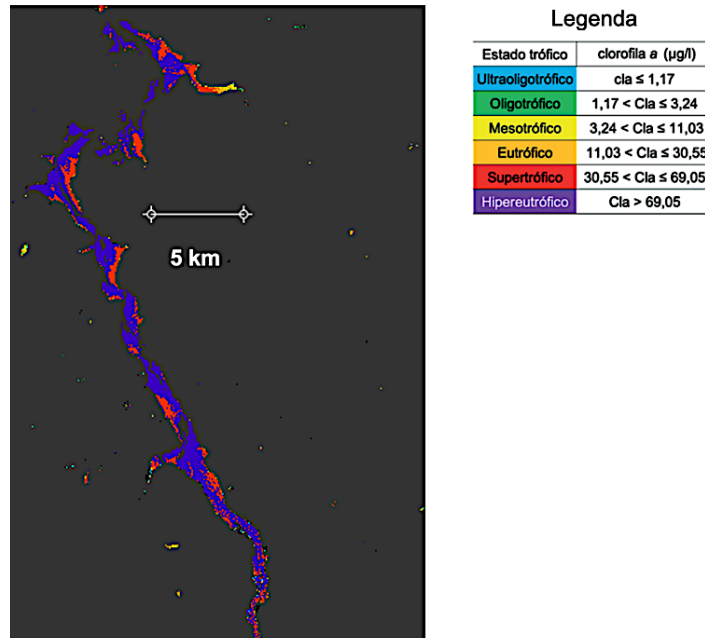 Legenda
Estado trófico clorofila a (µg/l)
Ultraoligotrófico cla ≤ 1,17
Oligotrófico 1,17 < Cla ≤ 3,24
Mesotrófico 3,24 < Cla ≤ 11,03
Eutrófico 11,03 < Cla ≤ 30,55
Supertrófico 30,55 < Cla ≤ 69,05
Hipereutrófico Cla > 69,05
5 km